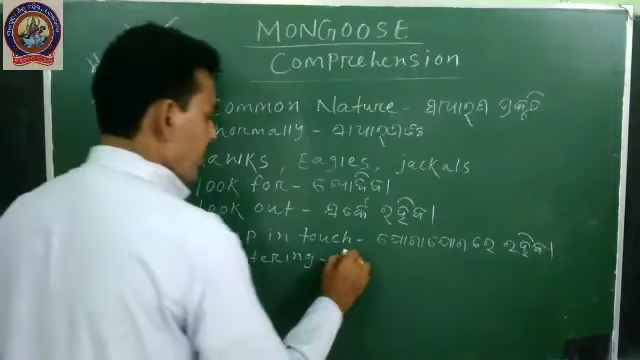 MONGOOSE
Comprehension
Common Nature - ସାଧାରଣ ପ୍ରକୃତି
normally - ସାଧାରଣତଃ
HAWKS, Eagles, jackals
look for - ଖୋଜିବା
look out - ସତର୍କ ରହିବା
in touch - ଯୋଗାଯୋଗ ରେ ରହିବା